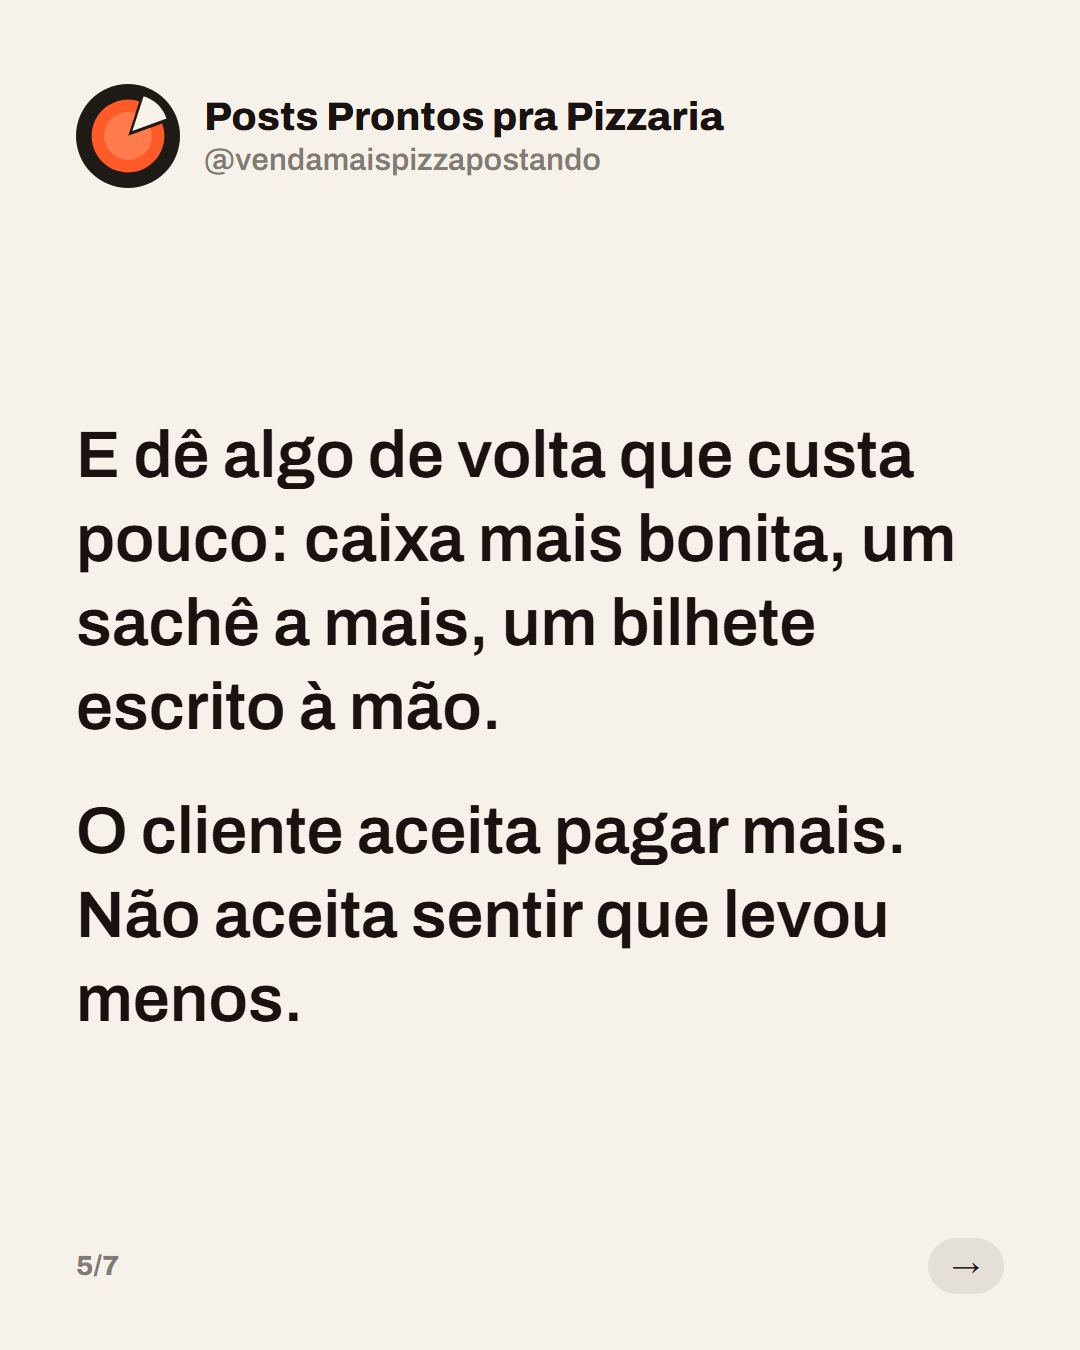 Posts Prontos pra Pizzaria
@vendamaispizzapostando
E dê algo de volta que custa
pouco: caixa mais bonita, um
sachê a mais, um bilhete
escrito à mão.
O cliente aceita pagar mais.
Não aceita sentir que levou
menos.
5/7
→